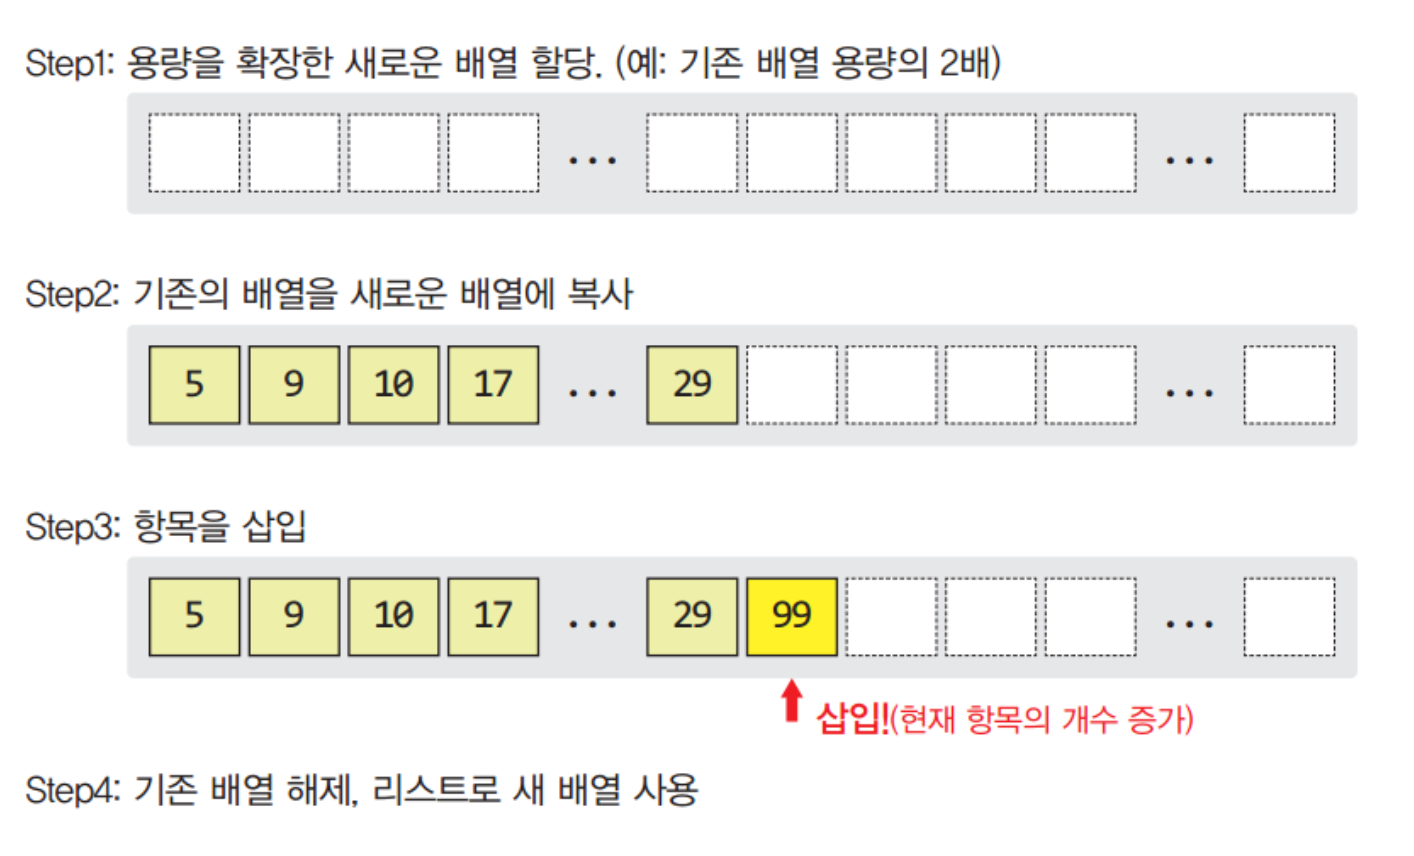 Step1: 용량을 확장한 새로운 배열 할당. (예: 기존 배열 용량의 2배)
... ...
Step2: 기존의 배열을 새로운 배열에 복사
5 9 10 17 ... 29 ...
Step3: 항목을 삽입
5 9 10 17 ... 29 99 ...
삽입!(현재 항목의 개수 증가)
Step4: 기존 배열 해제, 리스트로 새 배열 사용